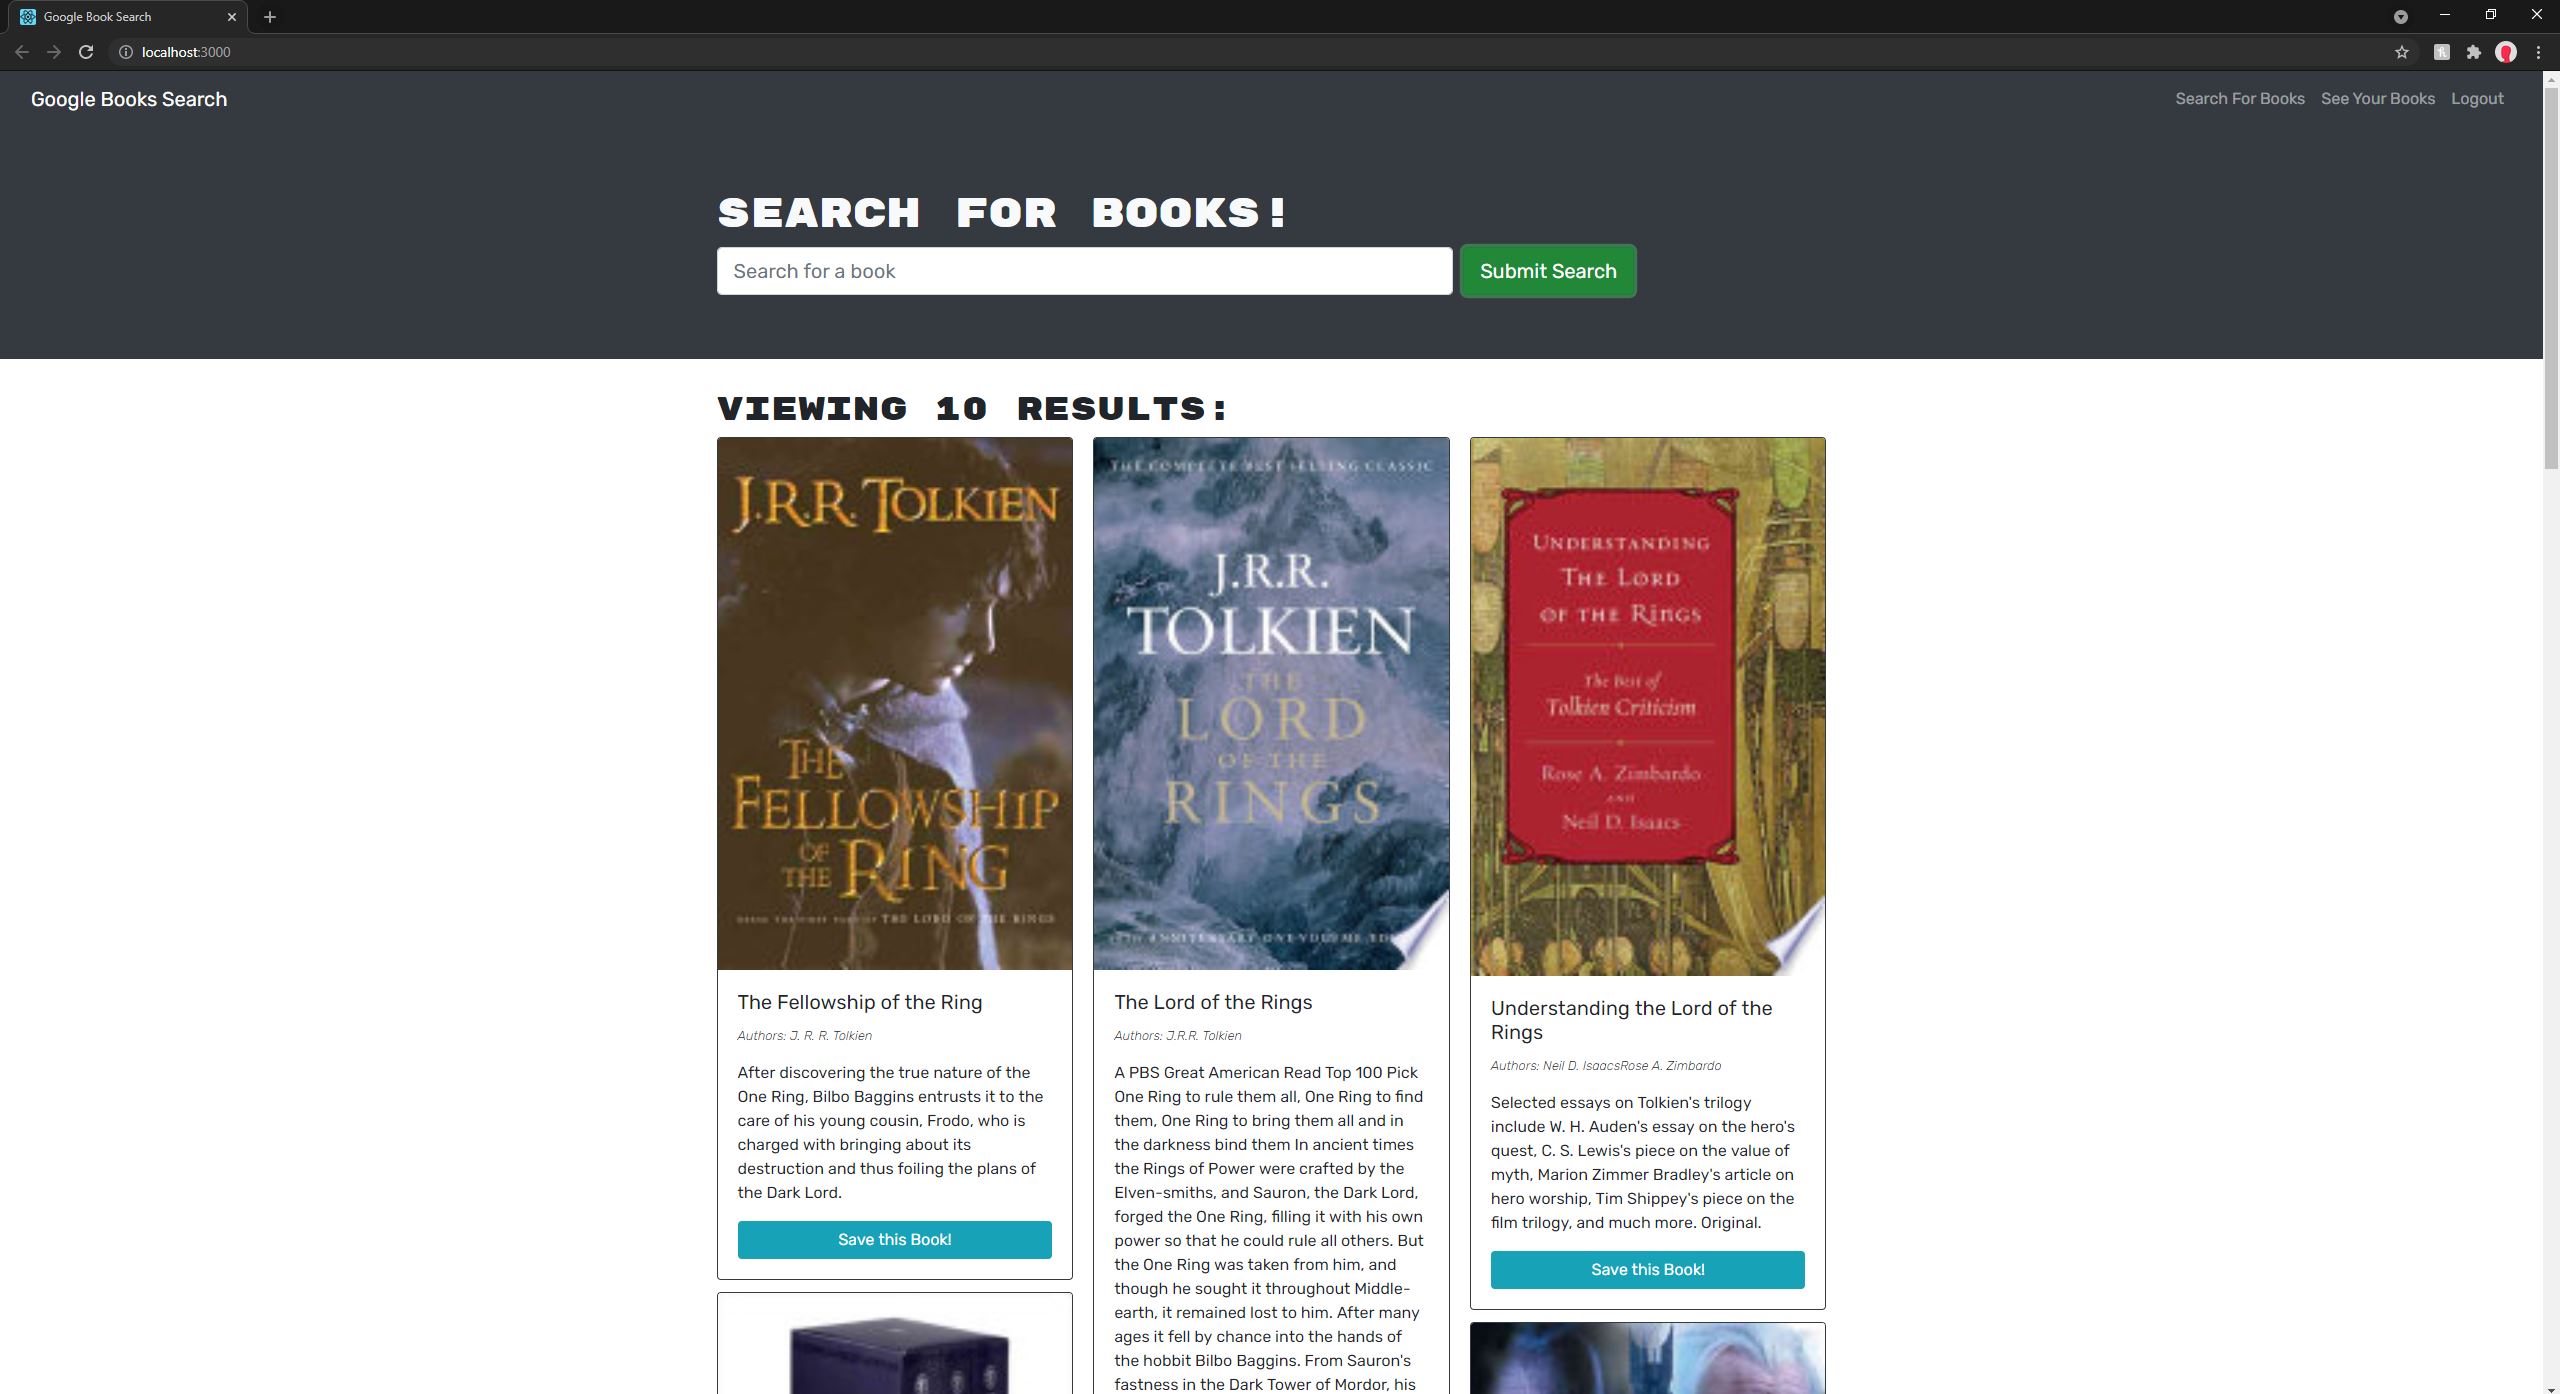 Google Book Search
localhost:3000
Google Books Search
Search For Books
See Your Books
Logout
SEARCH FOR BOOKS!
Search for a book
Submit Search
VIEWING 10 RESULTS:
J.R.R. TOLKIEN
THE
FELLOWSHIP
OF
THE RING
THE LORD OF THE RINGS
The Fellowship of the Ring
Authors: J. R. R. Tolkien
After discovering the true nature of the
One Ring, Bilbo Baggins entrusts it to the
care of his young cousin, Frodo, who is
charged with bringing about its
destruction and thus foiling the plans of
the Dark Lord.
Save this Book!
THE COMPLETE BEST SELLING CLASSIC
J.R.R.
TOLKIEN
THE
LORD
OF THE
RINGS
ANNIVERSARY ONE-VOLUME
The Lord of the Rings
Authors: J.R.R. Tolkien
A PBS Great American Read Top 100 Pick
One Ring to rule them all, One Ring to find
them, One Ring to bring them all and in
the darkness bind them In ancient times
the Rings of Power were crafted by the
Elven-smiths, and Sauron, the Dark Lord,
forged the One Ring, filling it with his own
power so that he could rule all others. But
the One Ring was taken from him, and
though he sought it throughout Middle-
earth, it remained lost to him. After many
ages it fell by chance into the hands of
the hobbit Bilbo Baggins. From Sauron's
fastness in the Dark Tower of Mordor, his
UNDERSTANDING
THE LORD
OF THE RINGS
The Best of
Tolkien Criticism
Rose A. Zimbardo
AND
Neil D. Isaacs
Understanding the Lord of the
Rings
Authors: Neil D. IsaacsRose A. Zimbardo
Selected essays on Tolkien's trilogy
include W. H. Auden's essay on the hero's
quest, C. S. Lewis's piece on the value of
myth, Marion Zimmer Bradley's article on
hero worship, Tim Shippey's piece on the
film trilogy, and much more. Original.
Save this Book!